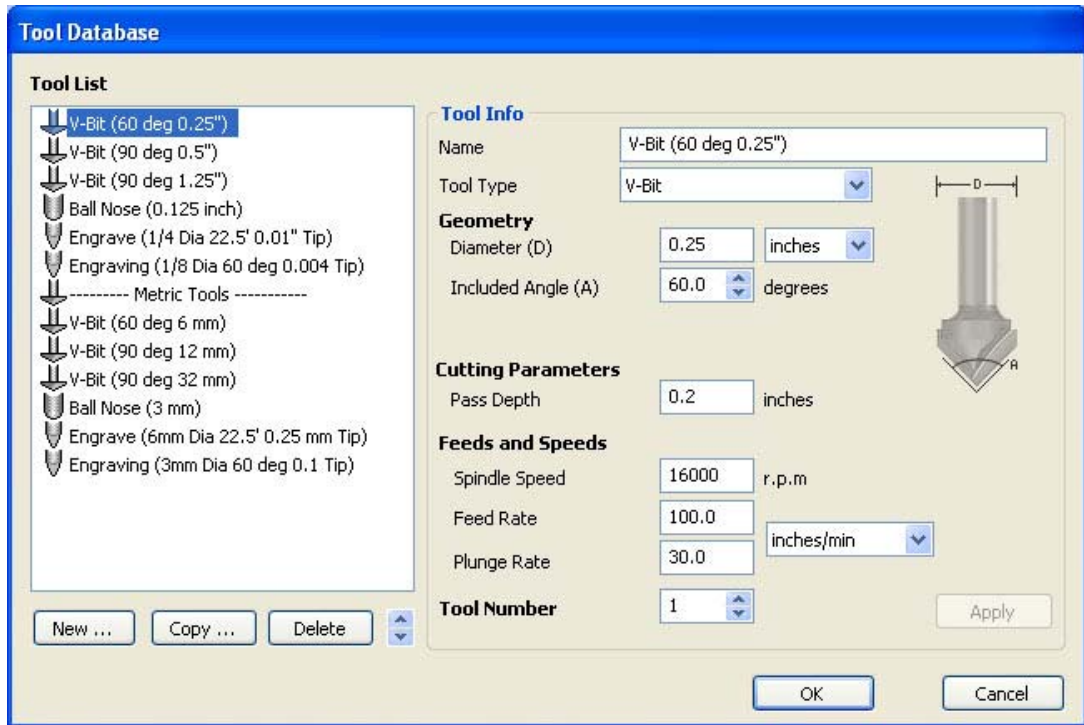 Tool Database
Tool List
V-Bit (60 deg 0.25")
V-Bit (90 deg 0.5")
V-Bit (90 deg 1.25")
Ball Nose (0.125 inch)
Engrave (1/4 Dia 22.5' 0.01" Tip)
Engraving (1/8 Dia 60 deg 0.004 Tip)
--------- Metric Tools -----------
V-Bit (60 deg 6 mm)
V-Bit (90 deg 12 mm)
V-Bit (90 deg 32 mm)
Ball Nose (3 mm)
Engrave (6mm Dia 22.5' 0.25 mm Tip)
Engraving (3mm Dia 60 deg 0.1 Tip)
New ... Copy ... Delete
Tool Info
Name V-Bit (60 deg 0.25")
Tool Type V-Bit
D
Geometry
Diameter (D) 0.25 inches
Included Angle (A) 60.0 degrees
A
Cutting Parameters
Pass Depth 0.2 inches
Feeds and Speeds
Spindle Speed 16000 r.p.m
Feed Rate 100.0
inches/min
Plunge Rate 30.0
Tool Number 1
Apply
OK Cancel